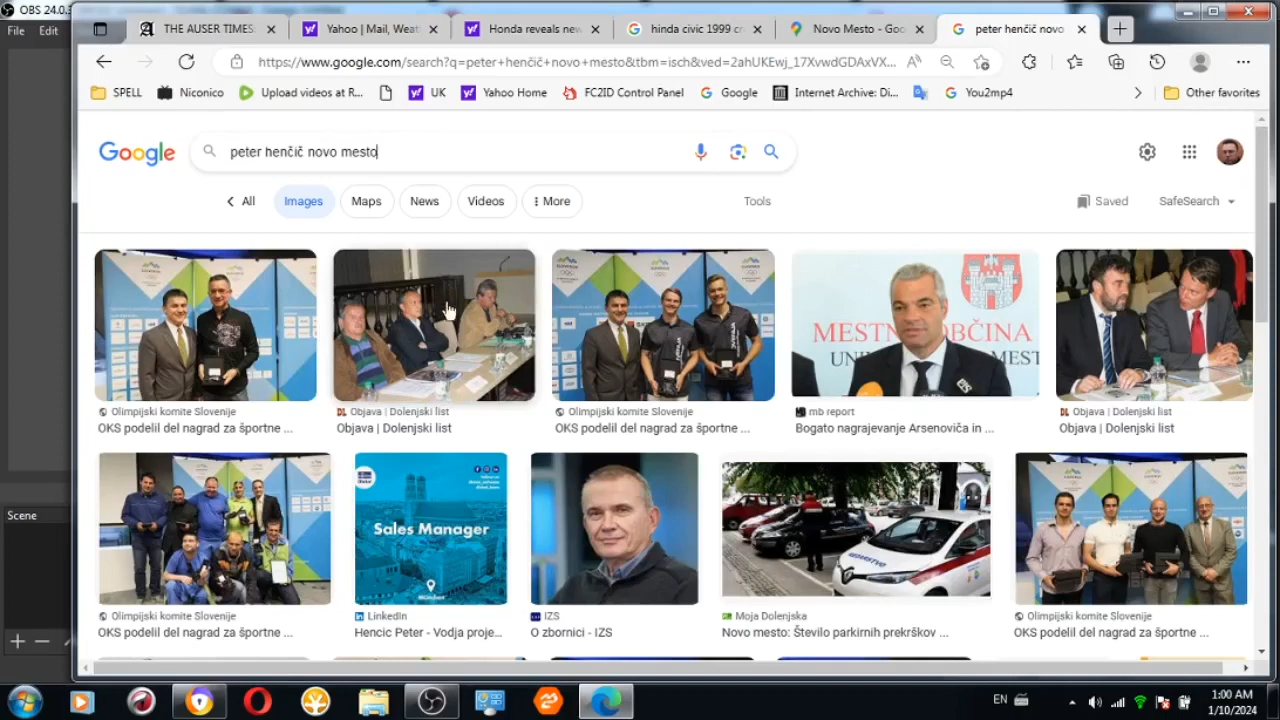 OBS 24.0.3
File Edit
THE AUSER TIMES
Yahoo | Mail, Weat
Honda reveals new
hinda civic 1999 c
Novo Mesto - Goo
peter henčič novo
https://www.google.com/search?q=peter+henčič+novo+mesto&tbm=isch&ved=2ahUKEwj_17XvwdGDAxVX...
SPELL
Niconico
Upload videos at R...
UK
Yahoo Home
FC2ID Control Panel
Google
Internet Archive: Di...
You2mp4
Other favorites
Google
peter henčič novo mesto
All
Images
Maps
News
Videos
More
Tools
Saved
SafeSearch
MESTNA OBČINA
Olimpijski komite Slovenije
OKS podelil del nagrad za športne ...
Objava | Dolenjski list
Objava | Dolenjski list
Olimpijski komite Slovenije
OKS podelil del nagrad za športne ...
mb report
Bogato nagrajevanje Arsenoviča in ...
Objava | Dolenjski list
Objava | Dolenjski list
Sales Manager
Olimpijski komite Slovenije
OKS podelil del nagrad za športne ...
LinkedIn
Hencic Peter - Vodja proje...
IZS
O zbornici - IZS
Moja Dolenjska
Novo mesto: Število parkirnih prekrškov ...
Olimpijski komite Slovenije
OKS podelil del nagrad za športne ...
Scene
EN
1:00 AM
1/10/2024